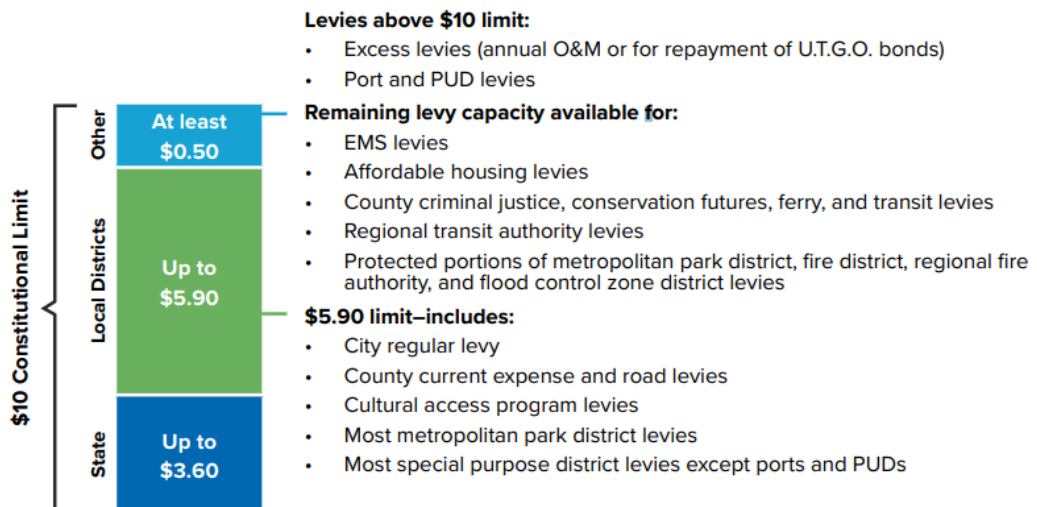 Levies above $10 limit:
• Excess levies (annual O&M or for repayment of U.T.G.O. bonds)
• Port and PUD levies
$10 Constitutional Limit
Other
At least
$0.50
Remaining levy capacity available for:
• EMS levies
• Affordable housing levies
• County criminal justice, conservation futures, ferry, and transit levies
• Regional transit authority levies
• Protected portions of metropolitan park district, fire district, regional fire
authority, and flood control zone district levies
Local Districts
Up to
$5.90
$5.90 limit–includes:
• City regular levy
• County current expense and road levies
• Cultural access program levies
• Most metropolitan park district levies
• Most special purpose district levies except ports and PUDs
State
Up to
$3.60